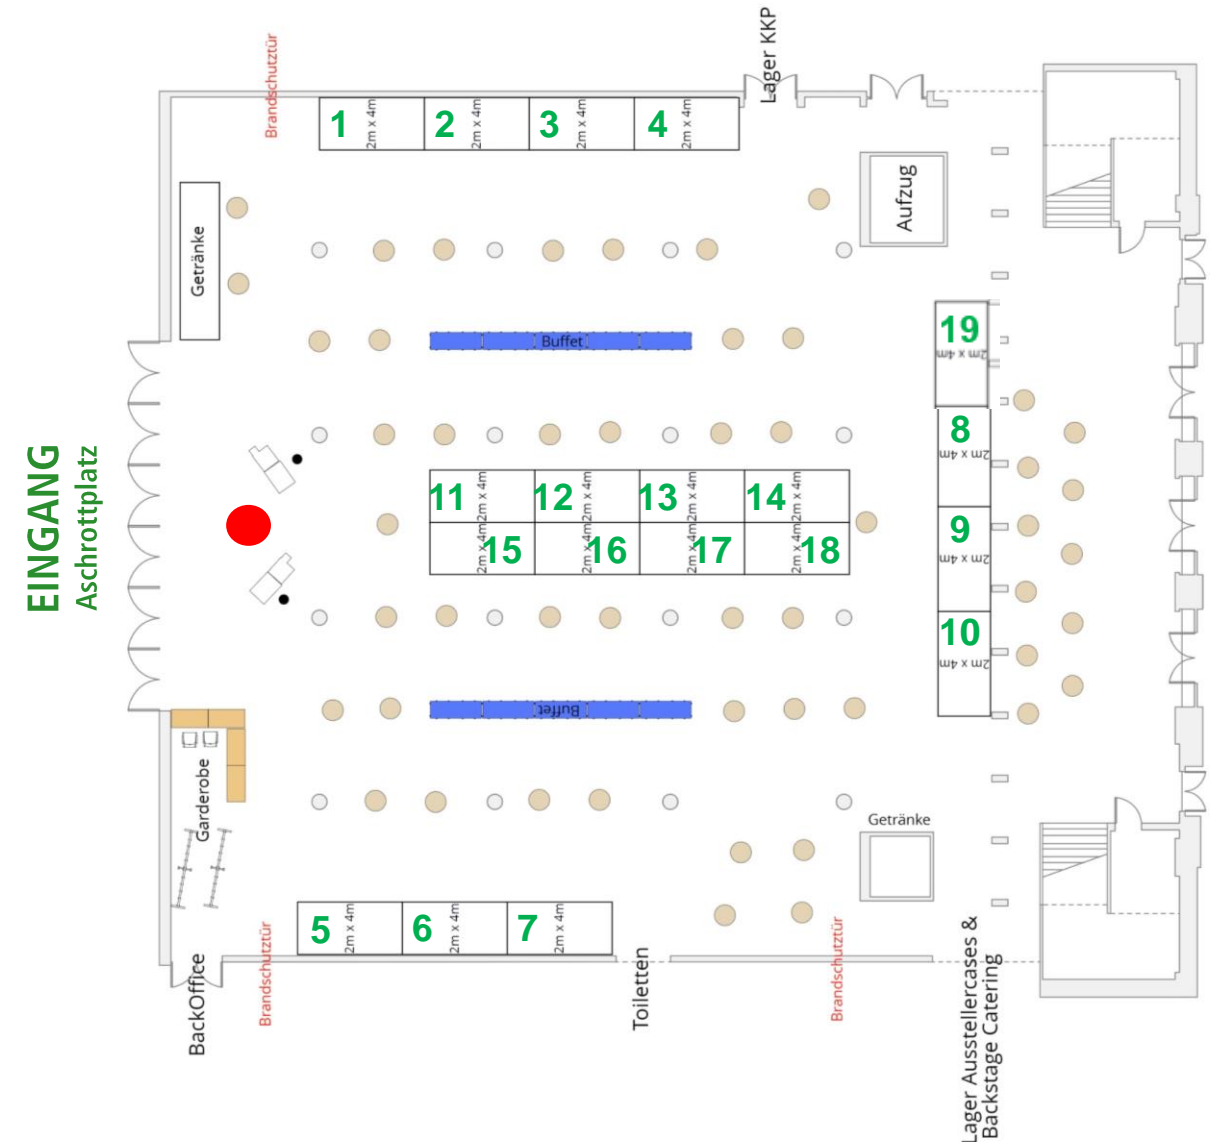 Lager KKP
Brandschutztür
1
2m x 4m
2
2m x 4m
3
2m x 4m
4
2m x 4m
Aufzug
Getränke
Buffet
19
2m x 4m
8
2m x 4m
9
2m x 4m
10
2m x 4m
EINGANG
Aschrottplatz
11
2m x 4m
12
2m x 4m
13
2m x 4m
14
2m x 4m
2m x 4m
15
2m x 4m
16
2m x 4m
17
2m x 4m
18
Buffet
Garderobe
Getränke
5
2m x 4m
6
2m x 4m
7
2m x 4m
BackOffice
Brandschutztür
Toiletten
Brandschutztür
Lager Ausstellercases &
Backstage Catering